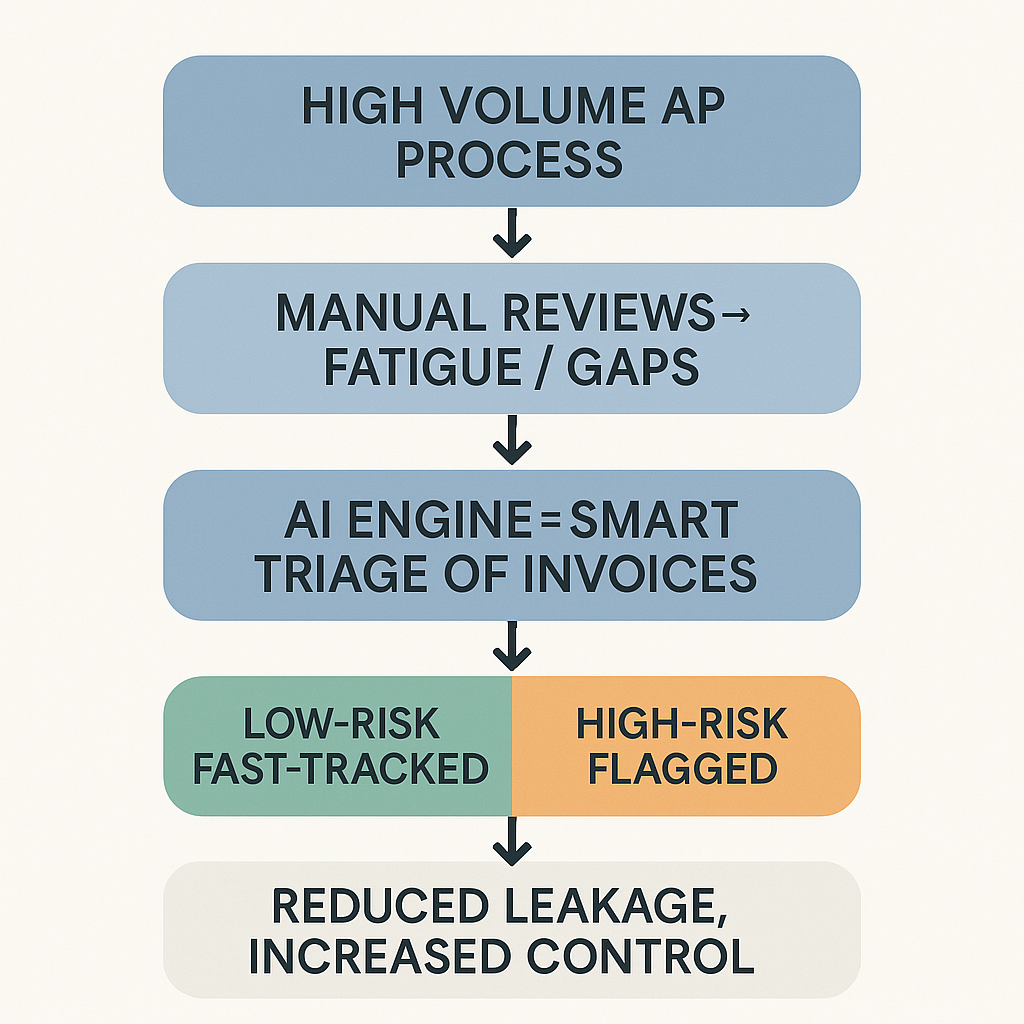 HIGH VOLUME AP
PROCESS
MANUAL REVIEWS→
FATIGUE / GAPS
AI ENGINE=SMART
TRIAGE OF INVOICES
LOW-RISK
FAST-TRACKED
HIGH-RISK
FLAGGED
REDUCED LEAKAGE,
INCREASED CONTROL